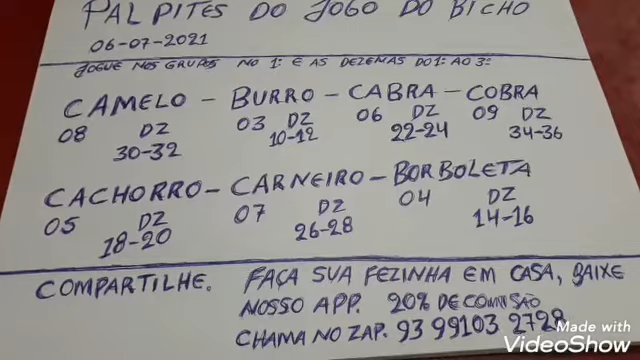 PALPITES DO JOGO DO BICHO
06-07-2021
JOGUE NOS GRUPOS NO 1º E AS DEZENAS DO 1º AO 3º
CAMELO - BURRO - CABRA - COBRA
08 DZ 03 DZ 06 DZ 09 DZ
30-32 10-12 22-24 34-36
CACHORRO - CARNEIRO - BORBOLETA
05 DZ 07 DZ 04 DZ
18-20 26-28 14-16
COMPARTILHE. FAÇA SUA FEZINHA EM CASA, BAIXE
NOSSO APP. 20% DE COMISSÃO
CHAMA NO ZAP. 93 99103 2728
Made with
VideoShow